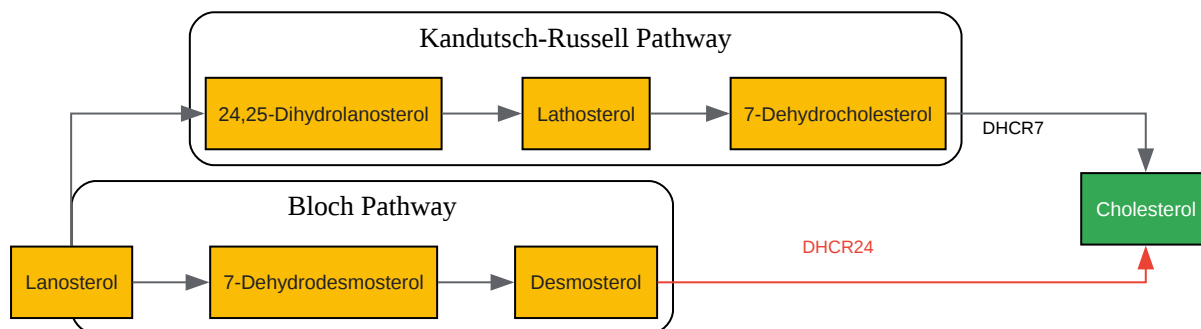 Kandutsch-Russell Pathway
24,25-Dihydrolanosterol
Lathosterol
7-Dehydrocholesterol
DHCR7
Cholesterol
Bloch Pathway
DHCR24
Lanosterol
7-Dehydrodesmosterol
Desmosterol